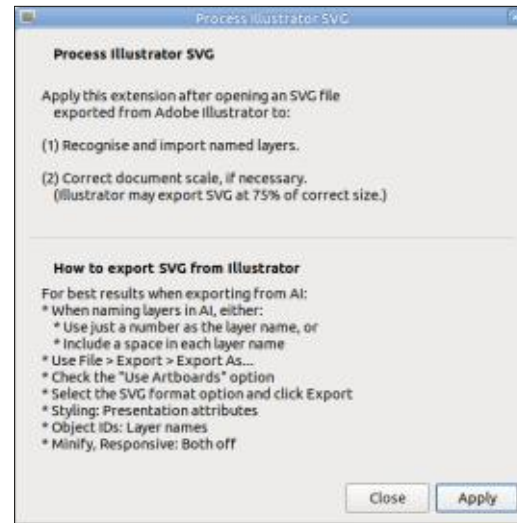 Process Illustrator SVG
Process Illustrator SVG
Apply this extension after opening an SVG file
exported from Adobe Illustrator to:
(1) Recognise and import named layers.
(2) Correct document scale, if necessary.
(Illustrator may export SVG at 75% of correct size.)
How to export SVG from Illustrator
For best results when exporting from AI:
* When naming layers in AI, either:
* Use just a number as the layer name, or
* Include a space in each layer name
* Use File > Export > Export As...
* Check the "Use Artboards" option
* Select the SVG format option and click Export
* Styling: Presentation attributes
* Object IDs: Layer names
* Minify, Responsive: Both off
Close Apply